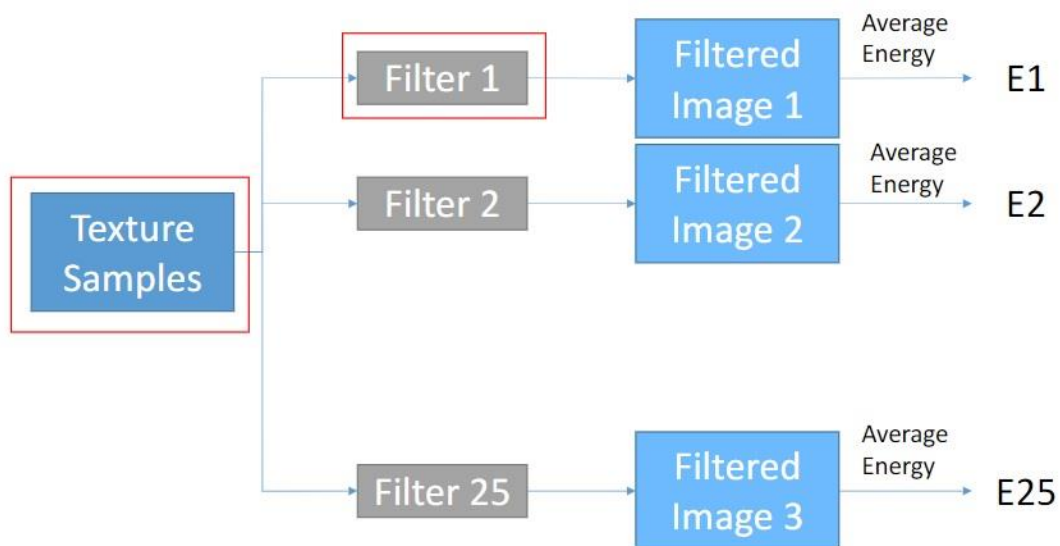 Texture
Samples
Filter 1
Filtered
Image 1
Average
Energy
E1
Filter 2
Filtered
Image 2
Average
Energy
E2
Filter 25
Filtered
Image 3
Average
Energy
E25